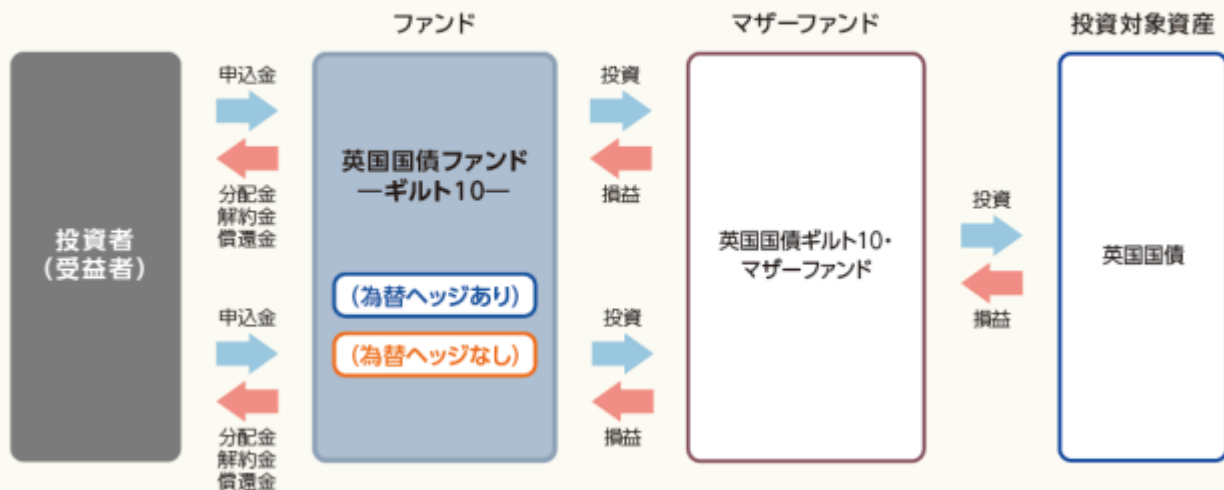 ファンド
マザーファンド
投資対象資産
投資者
（受益者）
申込金
分配金
解約金
償還金
申込金
分配金
解約金
償還金
英国国債ファンド
―ギルト10―
（為替ヘッジあり）
（為替ヘッジなし）
投資
損益
投資
損益
英国国債ギルト10・
マザーファンド
投資
損益
英国国債